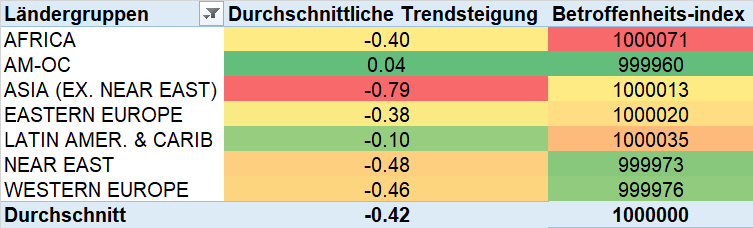 Ländergruppen Durchschnittliche Trendsteigung Betroffenheits-index
AFRICA -0.40 1000071
AM-OC 0.04 999960
ASIA (EX. NEAR EAST) -0.79 1000013
EASTERN EUROPE -0.38 1000020
LATIN AMER. & CARIB -0.10 1000035
NEAR EAST -0.48 999973
WESTERN EUROPE -0.46 999976
Durchschnitt -0.42 1000000